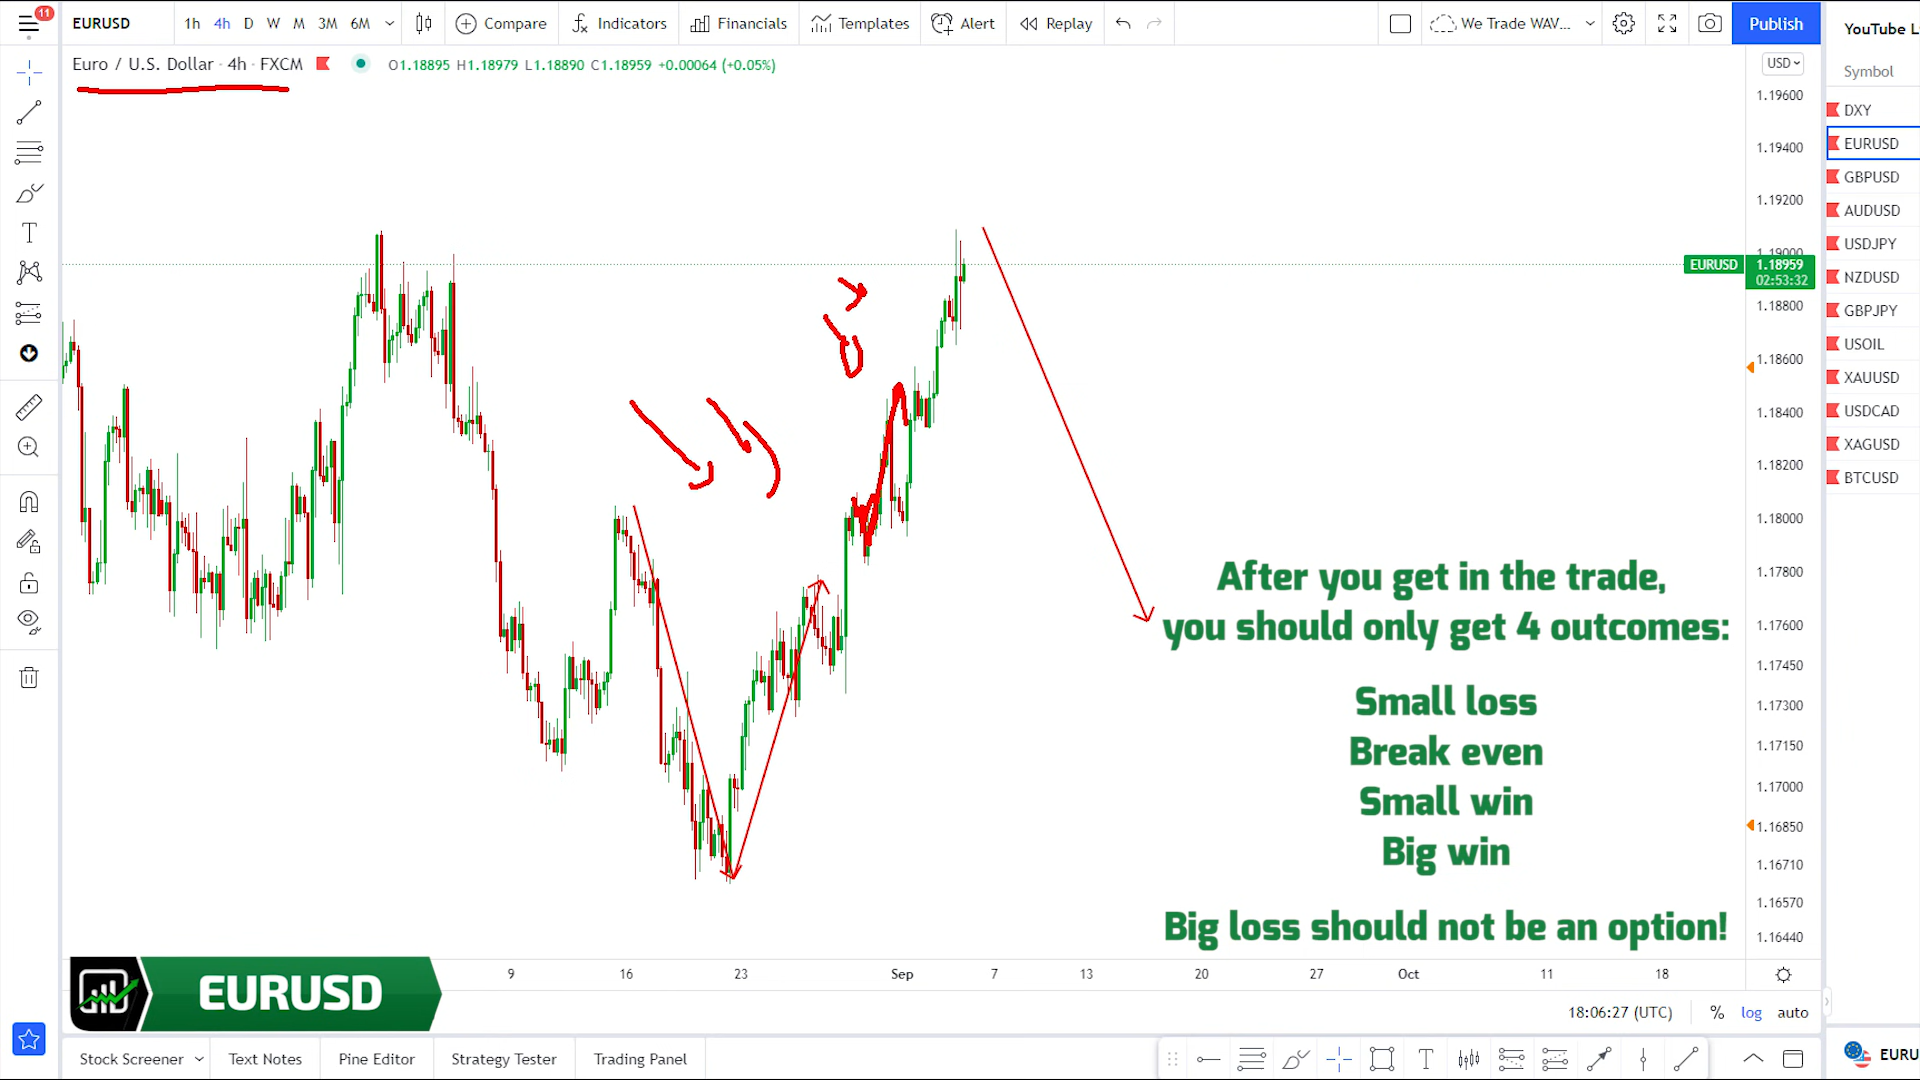 11
EURUSD
1h 4h D W M 3M 6M
Compare
Indicators
Financials
Templates
Alert
Replay
We Trade WAV...
Publish
YouTube L
Euro / U.S. Dollar · 4h · FXCM
O1.18895 H1.18979 L1.18890 C1.18959 +0.00064 (+0.05%)
USD
Symbol
DXY
EURUSD
GBPUSD
AUDUSD
USDJPY
NZDUSD
GBPJPY
USOIL
XAUUSD
USDCAD
XAGUSD
BTCUSD
1.19600
1.19400
1.19200
1.19000
EURUSD 1.18959
02:53:32
1.18800
1.18600
1.18400
1.18200
1.18000
1.17800
1.17600
1.17450
1.17300
1.17150
1.17000
1.16850
1.16710
1.16570
1.16440
After you get in the trade,
you should only get 4 outcomes:
Small loss
Break even
Small win
Big win
Big loss should not be an option!
EURUSD
9 16 23 Sep 7 13 20 27 Oct 11 18
18:06:27 (UTC) % log auto
Stock Screener
Text Notes
Pine Editor
Strategy Tester
Trading Panel
EURU